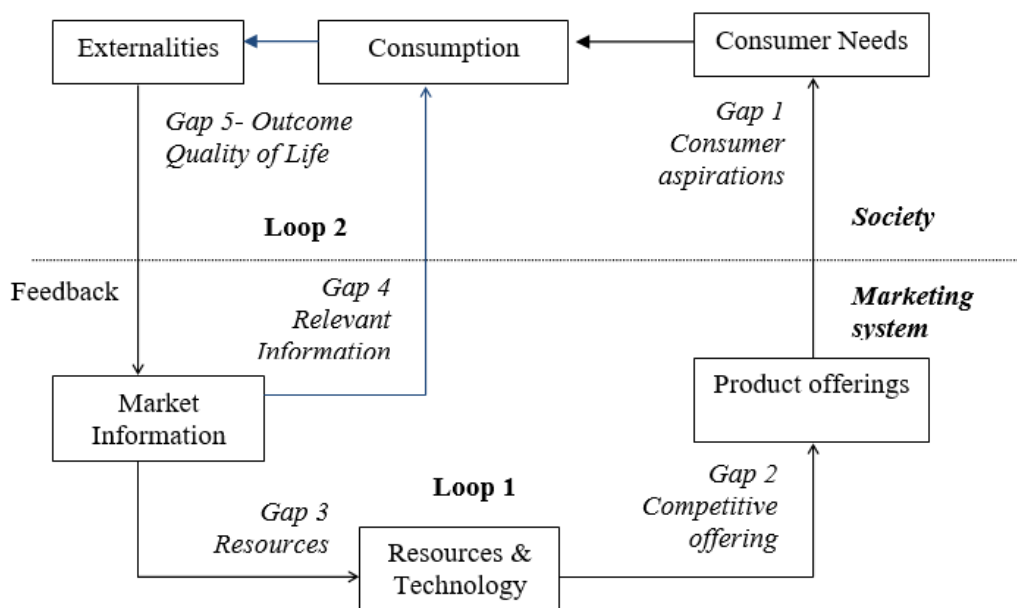 Externalities
Consumption
Consumer Needs
Gap 5- Outcome
Quality of Life
Gap 1
Consumer
aspirations
Loop 2
Society
Feedback
Gap 4
Relevant
Information
Marketing
system
Market
Information
Product offerings
Loop 1
Gap 3
Resources
Resources &
Technology
Gap 2
Competitive
offering